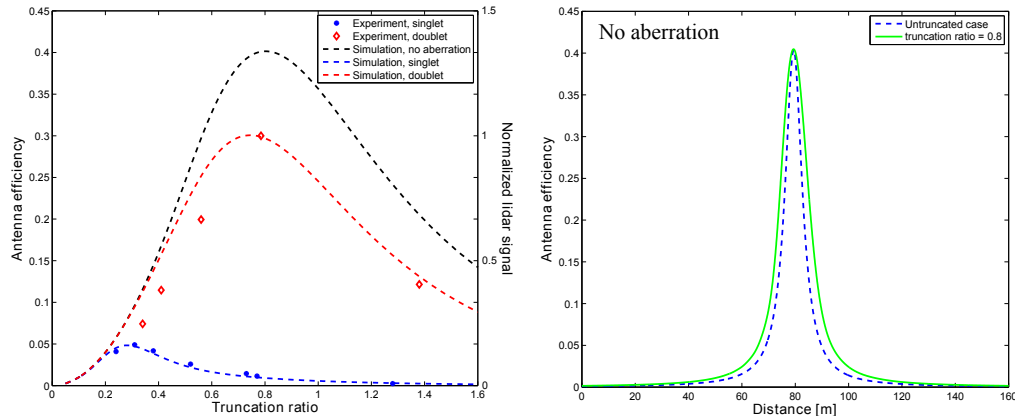 0.45
0.4
0.35
0.3
0.25
0.2
0.15
0.1
0.05
0
Antenna efficiency
0 0.2 0.4 0.6 0.8 1 1.2 1.4 1.6
Truncation ratio
1.5
1
0.5
0
Normalized lidar signal
Experiment, singlet
Experiment, doublet
Simulation, no aberration
Simulation, singlet
Simulation, doublet
No aberration
0.45
0.4
0.35
0.3
0.25
0.2
0.15
0.1
0.05
0
Antenna efficiency
0 20 40 60 80 100 120 140 160
Distance [m]
Untruncated case
truncation ratio = 0.8